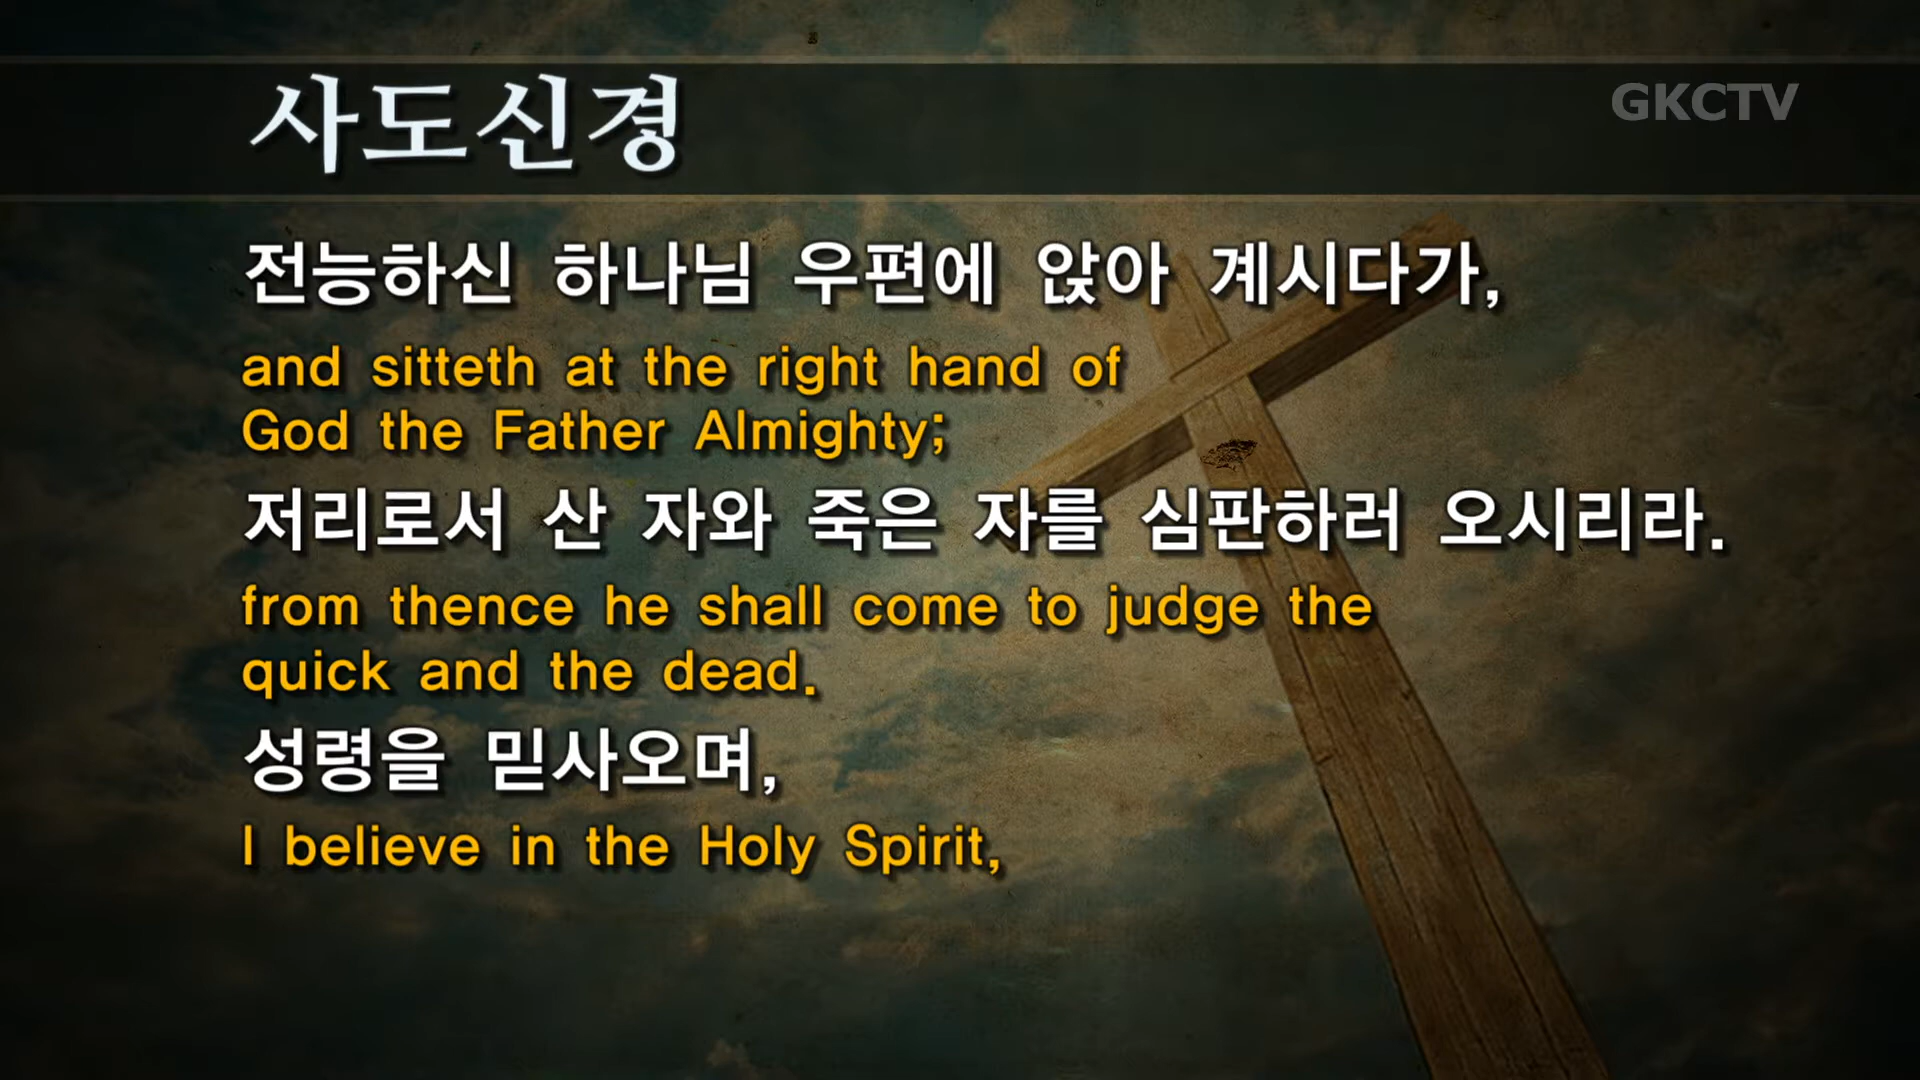 사도신경
GKCTV
전능하신 하나님 우편에 앉아 계시다가,
and sitteth at the right hand of
God the Father Almighty;
저리로서 산 자와 죽은 자를 심판하러 오시리라.
from thence he shall come to judge the
quick and the dead.
성령을 믿사오며,
I believe in the Holy Spirit,